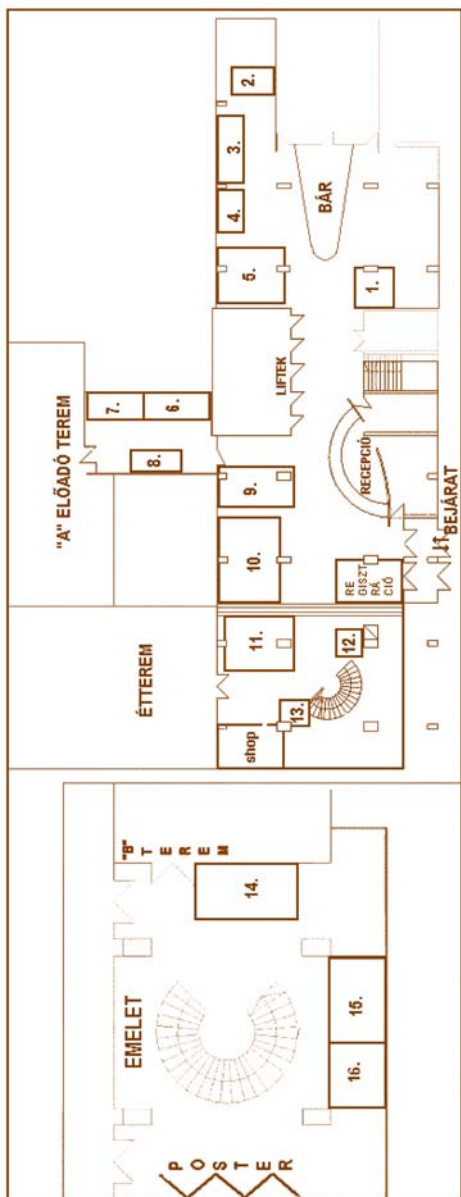 EMELET
"B"
T
E
R
E
M
14.
P
O
S
T
E
R
16.
15.
ÉTTEREM
"A" ELŐADÓ TEREM
8.
7.
6.
shop
13.
11.
12.
10.
9.
LIFTEK
5.
4.
3.
2.
BÁR
1.
RE
GISZT
RÁ
CIÓ
RECEPCIÓ
BEJÁRAT